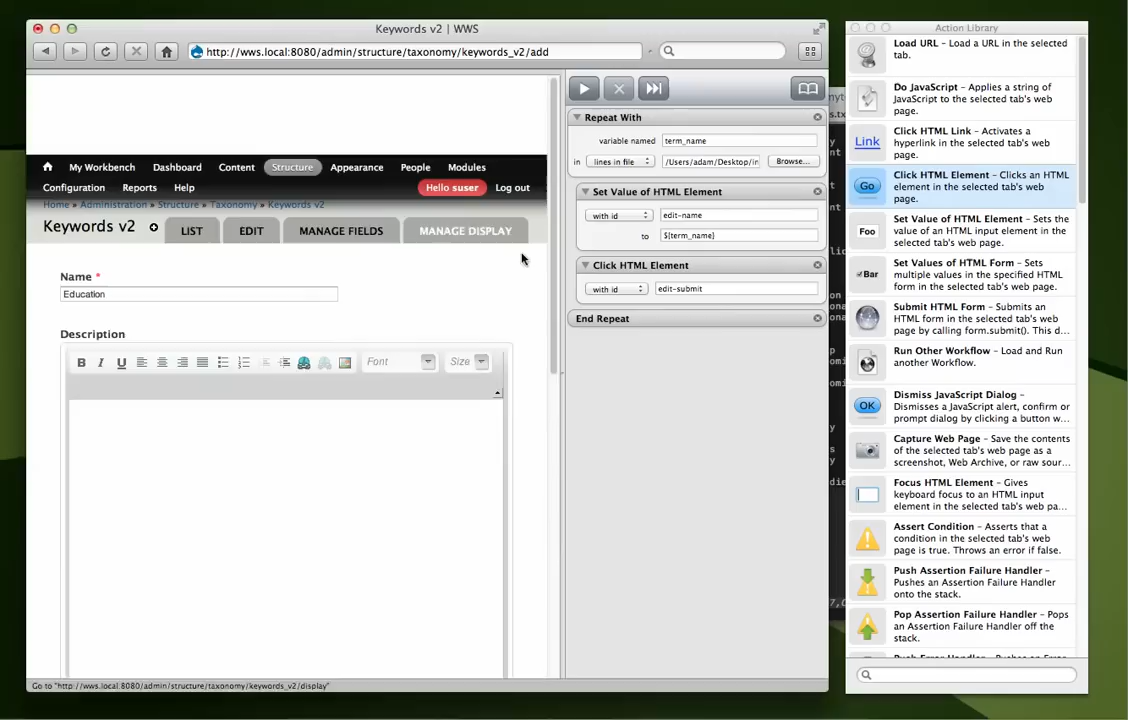 Keywords v2 | WWS
http://wws.local:8080/admin/structure/taxonomy/keywords_v2/add
My Workbench Dashboard Content Structure Appearance People Modules
Configuration Reports Help Hello suser Log out
Home » Administration » Structure » Taxonomy » Keywords v2
Keywords v2 LIST EDIT MANAGE FIELDS MANAGE DISPLAY
Name *
Education
Description
B I U Font Size
Go to "http://wws.local:8080/admin/structure/taxonomy/keywords_v2/display"
Repeat With
variable named term_name
in lines in file /Users/adam/Desktop/in Browse...
Set Value of HTML Element
with id edit-name
to ${term_name}
Click HTML Element
with id edit-submit
End Repeat
Action Library
Load URL – Load a URL in the selected
tab.
Do JavaScript – Applies a string of
JavaScript to the selected tab's web
page.
Link
Click HTML Link – Activates a
hyperlink in the selected tab's web
page.
Go
Click HTML Element – Clicks an HTML
element in the selected tab's web
page.
Foo
Set Value of HTML Element – Sets the
value of an HTML input element in the
selected tab's web page.
Bar
Set Values of HTML Form – Sets
multiple values in the specified HTML
form in the selected tab's web page.
Submit HTML Form – Submits an
HTML form in the selected tab's web
page by calling form.submit(). This d...
Run Other Workflow – Load and Run
another Workflow.
OK
Dismiss JavaScript Dialog –
Dismisses a JavaScript alert, confirm or
prompt dialog by clicking a button w...
Capture Web Page – Save the contents
of the selected tab's web page as a
screenshot, Web Archive, or raw sour...
Focus HTML Element – Gives
keyboard focus to an HTML input
element in the selected tab's web pa...
Assert Condition – Asserts that a
condition in the selected tab's web
page is true. Throws an error if false.
Push Assertion Failure Handler –
Pushes an Assertion Failure Handler
onto the stack.
Pop Assertion Failure Handler – Pops
an Assertion Failure Handler off the
stack.